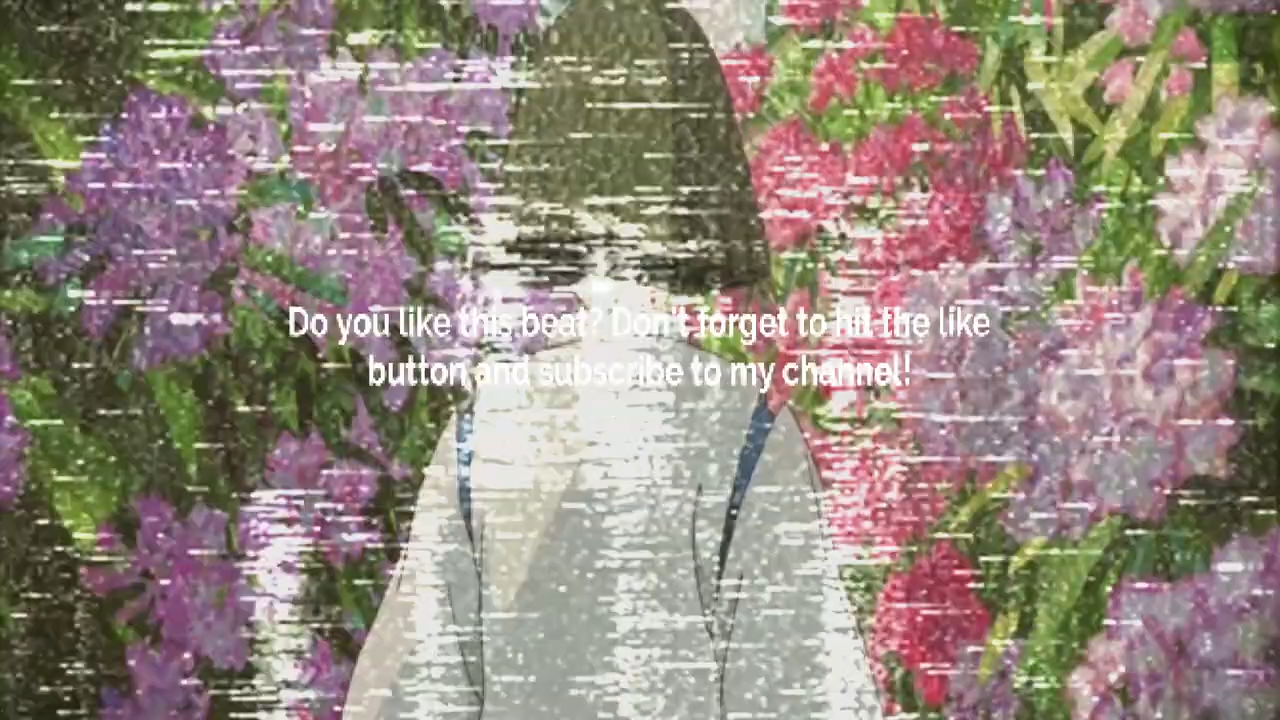 Do you like this beat? Don't forget to hit the like
button and subscribe to my channel!